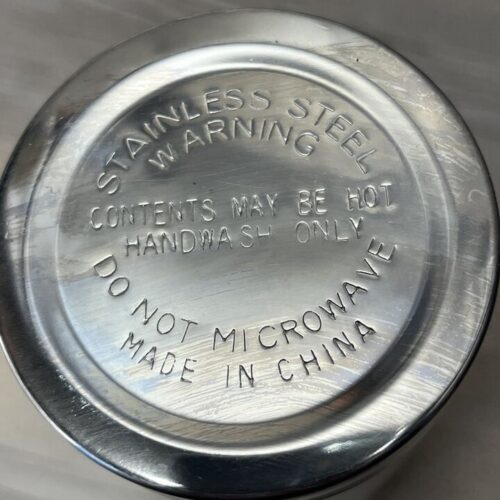 STAINLESS STEEL
WARNING
CONTENTS MAY BE HOT
HANDWASH ONLY
DO NOT MICROWAVE
MADE IN CHINA